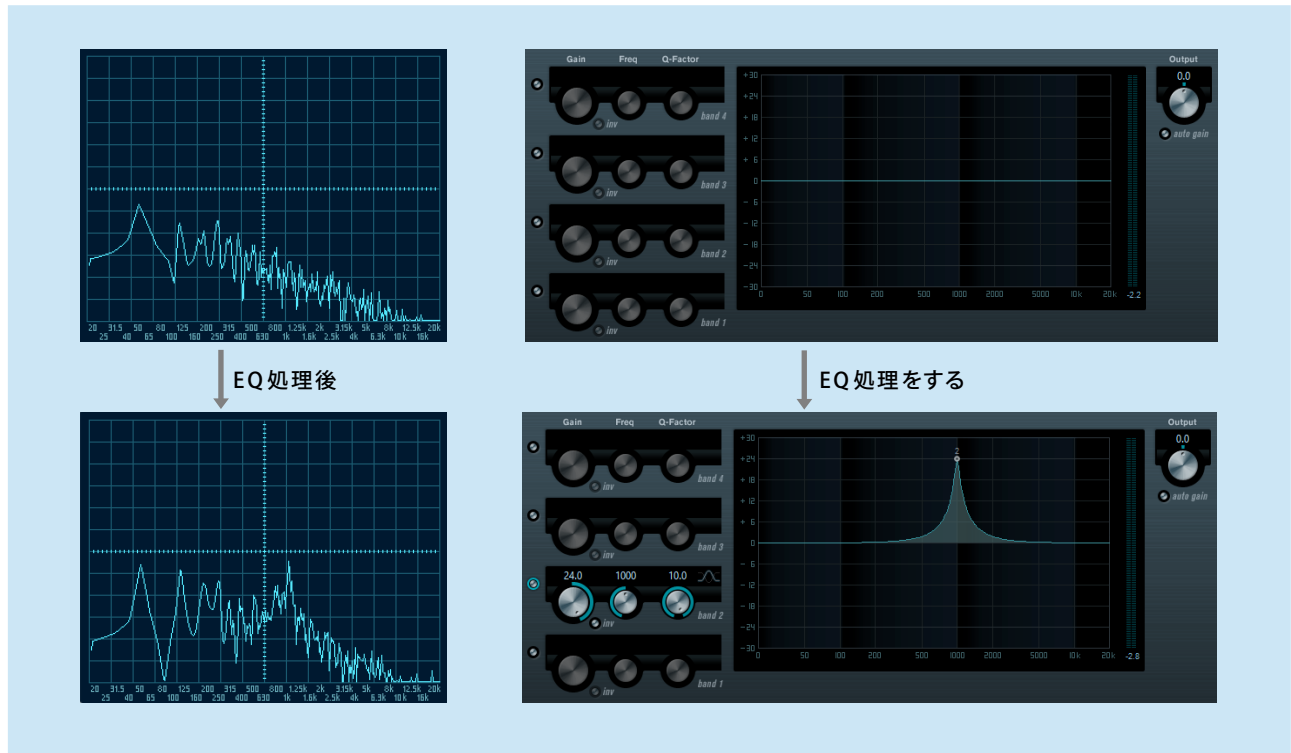 Gain Freq Q-Factor
Output
0.0
auto gain
inv band 4
inv band 3
inv band 2
inv band 1
+30
+24
+18
+12
+ 6
0
- 6
- 12
- 18
- 24
- 30
0 50 100 200 500 1000 2000 5000 10k 20k -2.2
20 31.5 50 80 125 200 315 500 800 1.25k 2k 3.15k 5k 8k 12.5k 20k
25 40 65 100 160 250 400 630 1k 1.6k 2.5k 4k 6.3k 10k 16k
EQ処理後
EQ処理をする
Gain Freq Q-Factor
Output
0.0
auto gain
inv band 4
inv band 3
24.0 1000 10.0
inv band 2
inv band 1
2
+30
+24
+18
+12
+ 6
0
- 6
- 12
- 18
- 24
- 30
0 50 100 200 500 1000 2000 5000 10k 20k -2.8
20 31.5 50 80 125 200 315 500 800 1.25k 2k 3.15k 5k 8k 12.5k 20k
25 40 65 100 160 250 400 630 1k 1.6k 2.5k 4k 6.3k 10k 16k